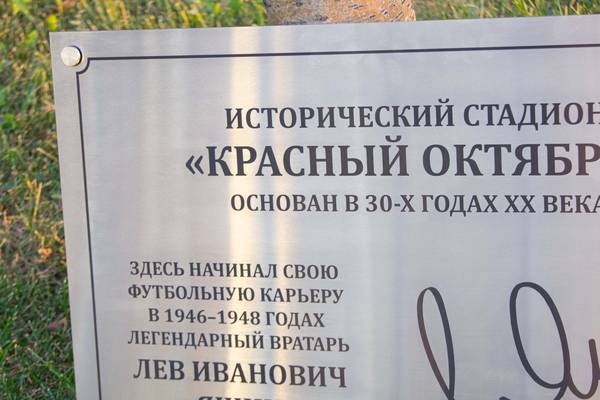 ИСТОРИЧЕСКИЙ СТАДИОН
«КРАСНЫЙ ОКТЯБР
ОСНОВАН В 30-Х ГОДАХ XX ВЕКА
ЗДЕСЬ НАЧИНАЛ СВОЮ
ФУТБОЛЬНУЮ КАРЬЕРУ
В 1946–1948 ГОДАХ
ЛЕГЕНДАРНЫЙ ВРАТАРЬ
ЛЕВ ИВАНОВИЧ